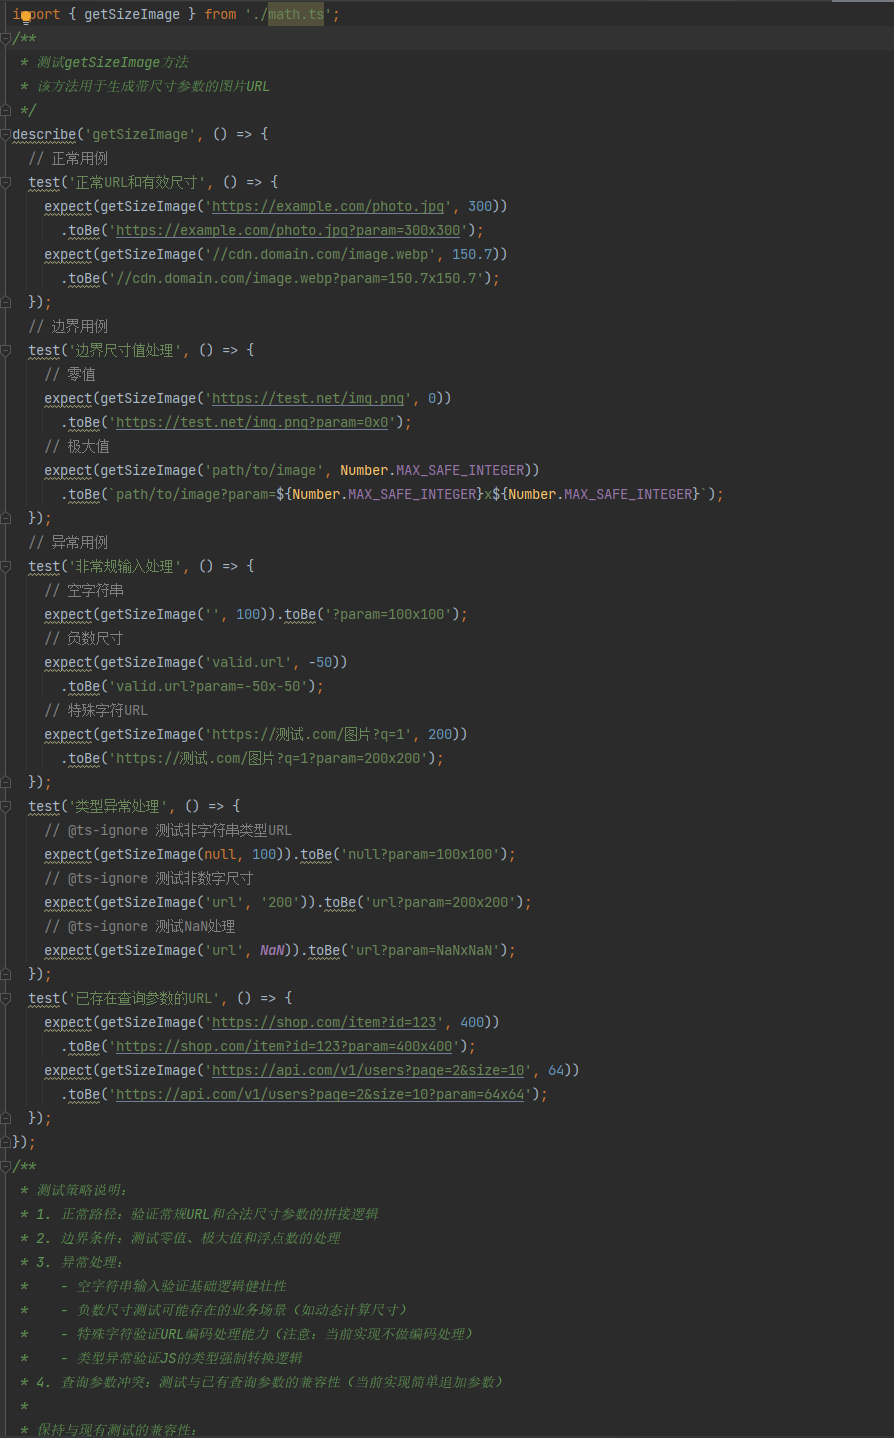 import { getSizeImage } from './math.ts';
/**
 * 测试getSizeImage方法
 * 该方法用于生成带尺寸参数的图片URL
 */
describe('getSizeImage', () => {
  // 正常用例
  test('正常URL和有效尺寸', () => {
    expect(getSizeImage('https://example.com/photo.jpg', 300))
      .toBe('https://example.com/photo.jpg?param=300x300');
    expect(getSizeImage('//cdn.domain.com/image.webp', 150.7))
      .toBe('//cdn.domain.com/image.webp?param=150.7x150.7');
  });
  // 边界用例
  test('边界尺寸值处理', () => {
    // 零值
    expect(getSizeImage('https://test.net/img.png', 0))
      .toBe('https://test.net/img.png?param=0x0');
    // 极大值
    expect(getSizeImage('path/to/image', Number.MAX_SAFE_INTEGER))
      .toBe(`path/to/image?param=${Number.MAX_SAFE_INTEGER}x${Number.MAX_SAFE_INTEGER}`);
  });
  // 异常用例
  test('非常规输入处理', () => {
    // 空字符串
    expect(getSizeImage('', 100)).toBe('?param=100x100');
    // 负数尺寸
    expect(getSizeImage('valid.url', -50))
      .toBe('valid.url?param=-50x-50');
    // 特殊字符URL
    expect(getSizeImage('https://测试.com/图片?q=1', 200))
      .toBe('https://测试.com/图片?q=1?param=200x200');
  });
  test('类型异常处理', () => {
    // @ts-ignore 测试非字符串类型URL
    expect(getSizeImage(null, 100)).toBe('null?param=100x100');
    // @ts-ignore 测试非数字尺寸
    expect(getSizeImage('url', '200')).toBe('url?param=200x200');
    // @ts-ignore 测试NaN处理
    expect(getSizeImage('url', NaN)).toBe('url?param=NaNxNaN');
  });
  test('已存在查询参数的URL', () => {
    expect(getSizeImage('https://shop.com/item?id=123', 400))
      .toBe('https://shop.com/item?id=123?param=400x400');
    expect(getSizeImage('https://api.com/v1/users?page=2&size=10', 64))
      .toBe('https://api.com/v1/users?page=2&size=10?param=64x64');
  });
});
/**
 * 测试策略说明：
 * 1. 正常路径：验证常规URL和合法尺寸参数的拼接逻辑
 * 2. 边界条件：测试零值、极大值和浮点数的处理
 * 3. 异常处理：
 *    - 空字符串输入验证基础逻辑健壮性
 *    - 负数尺寸测试可能存在的业务场景（如动态计算尺寸）
 *    - 特殊字符验证URL编码处理能力（注意：当前实现不做编码处理）
 *    - 类型异常验证JS的类型强制转换逻辑
 * 4. 查询参数冲突：测试与已有查询参数的兼容性（当前实现简单追加参数）
 *
 * 保持与现有测试的兼容性：